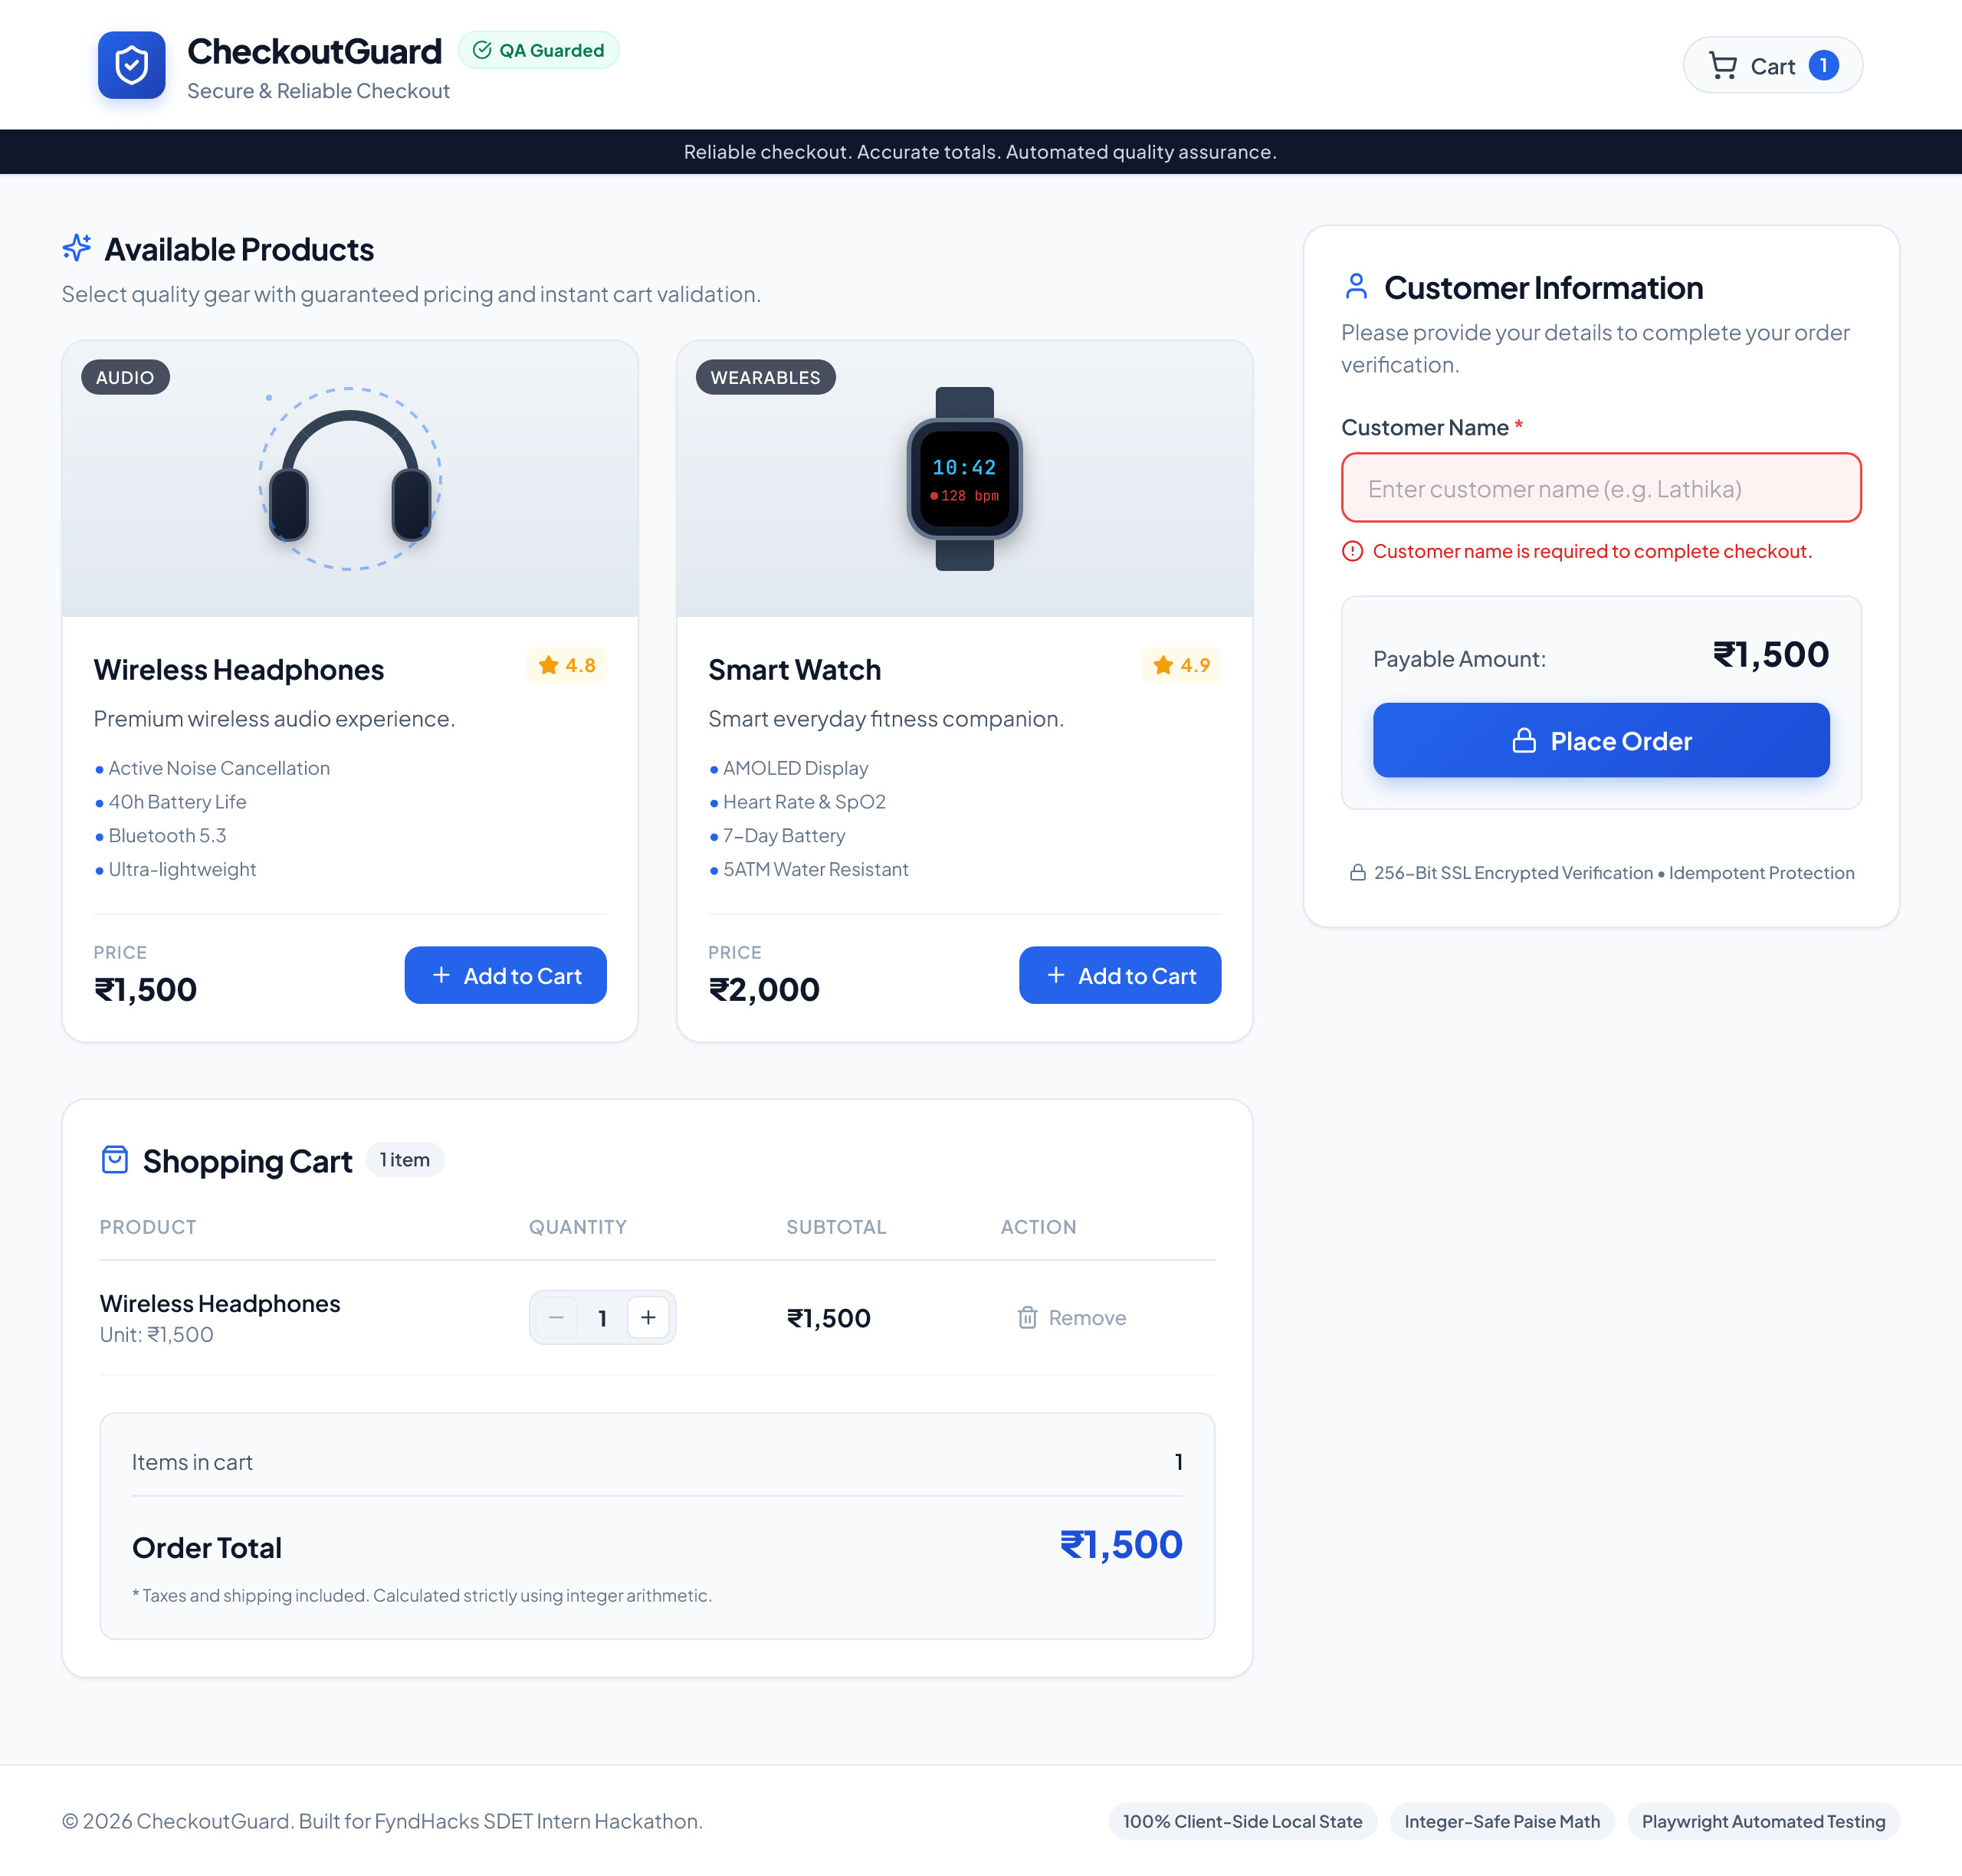 CheckoutGuard
QA Guarded
Secure & Reliable Checkout
Cart 1
Reliable checkout. Accurate totals. Automated quality assurance.
Available Products
Select quality gear with guaranteed pricing and instant cart validation.
AUDIO
Wireless Headphones
4.8
Premium wireless audio experience.
• Active Noise Cancellation
• 40h Battery Life
• Bluetooth 5.3
• Ultra-lightweight
PRICE
₹1,500
+ Add to Cart
WEARABLES
10:42
128 bpm
Smart Watch
4.9
Smart everyday fitness companion.
• AMOLED Display
• Heart Rate & SpO2
• 7-Day Battery
• 5ATM Water Resistant
PRICE
₹2,000
+ Add to Cart
Shopping Cart
1 item
PRODUCT QUANTITY SUBTOTAL ACTION
Wireless Headphones
Unit: ₹1,500
− 1 +
₹1,500
Remove
Items in cart 1
Order Total ₹1,500
* Taxes and shipping included. Calculated strictly using integer arithmetic.
Customer Information
Please provide your details to complete your order
verification.
Customer Name *
Enter customer name (e.g. Lathika)
Customer name is required to complete checkout.
Payable Amount: ₹1,500
Place Order
256-Bit SSL Encrypted Verification • Idempotent Protection
© 2026 CheckoutGuard. Built for FyndHacks SDET Intern Hackathon.
100% Client-Side Local State
Integer-Safe Paise Math
Playwright Automated Testing